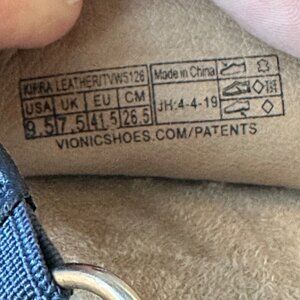 KIRRA LEATHER/TVW5126 Made in China
USA UK EU CM
9.5 7.5 41.5 26.5 JH:4-4-19
VIONICSHOES.COM/PATENTS